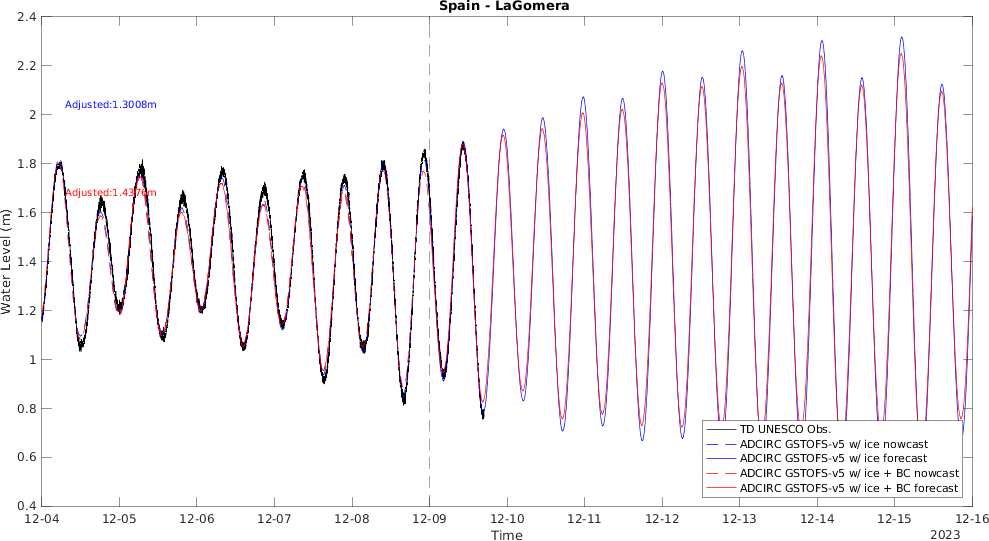 Spain - LaGomera
Water Level (m)
2.4
2.2
2
1.8
1.6
1.4
1.2
1
0.8
0.6
0.4
Adjusted:1.3008m
Adjusted:1.4376m
TD UNESCO Obs.
ADCIRC GSTOFS-v5 w/ ice nowcast
ADCIRC GSTOFS-v5 w/ ice forecast
ADCIRC GSTOFS-v5 w/ ice + BC nowcast
ADCIRC GSTOFS-v5 w/ ice + BC forecast
12-04 12-05 12-06 12-07 12-08 12-09 12-10 12-11 12-12 12-13 12-14 12-15 12-16
Time
2023